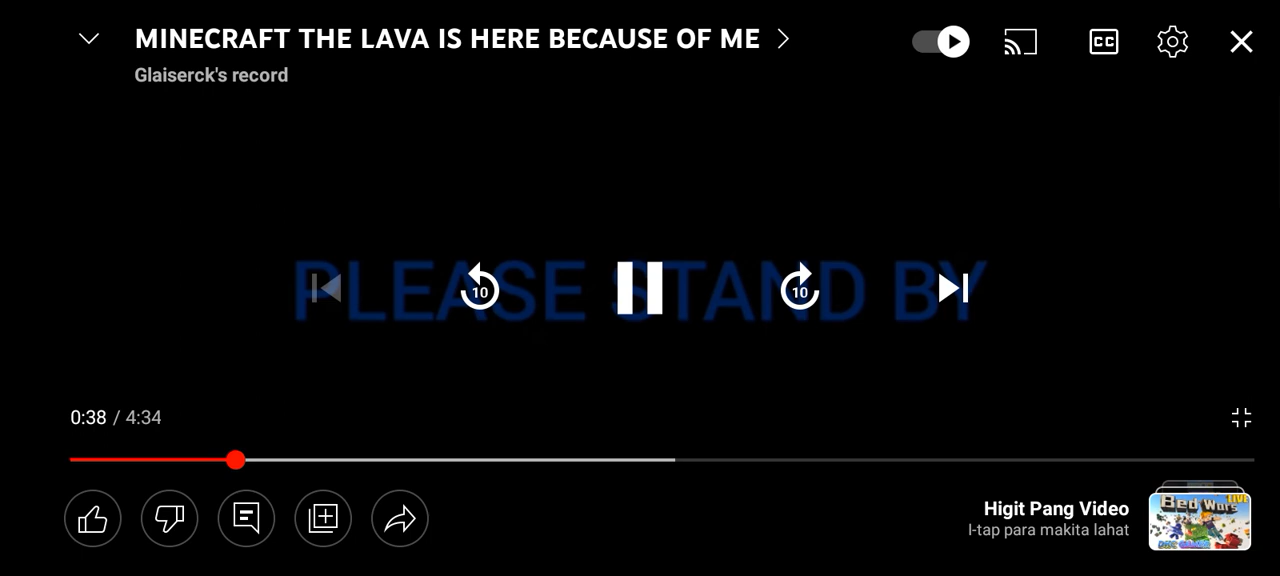 MINECRAFT THE LAVA IS HERE BECAUSE OF ME
Glaiserck's record
CC
PLEASE STAND BY
10
10
0:38 / 4:34
Higit Pang Video
I-tap para makita lahat
Bed Wars
LIVE